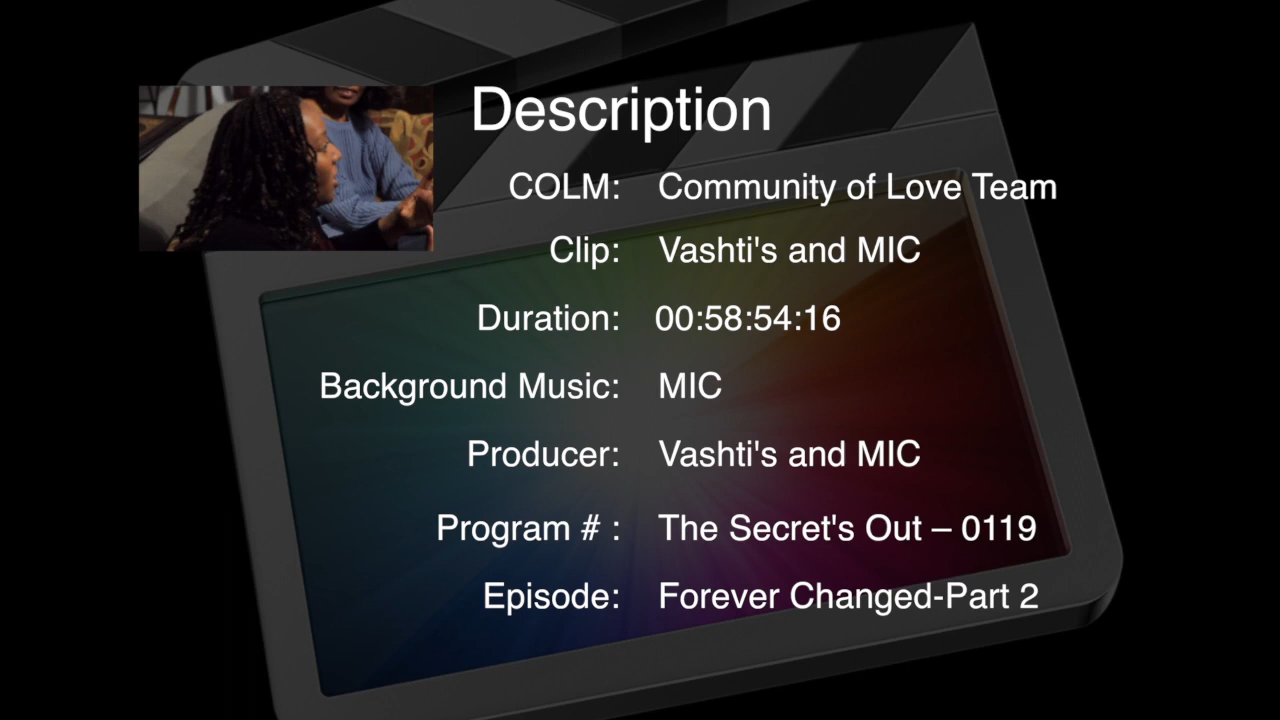 Description
COLM: Community of Love Team
Clip: Vashti's and MIC
Duration: 00:58:54:16
Background Music: MIC
Producer: Vashti's and MIC
Program # : The Secret's Out – 0119
Episode: Forever Changed-Part 2